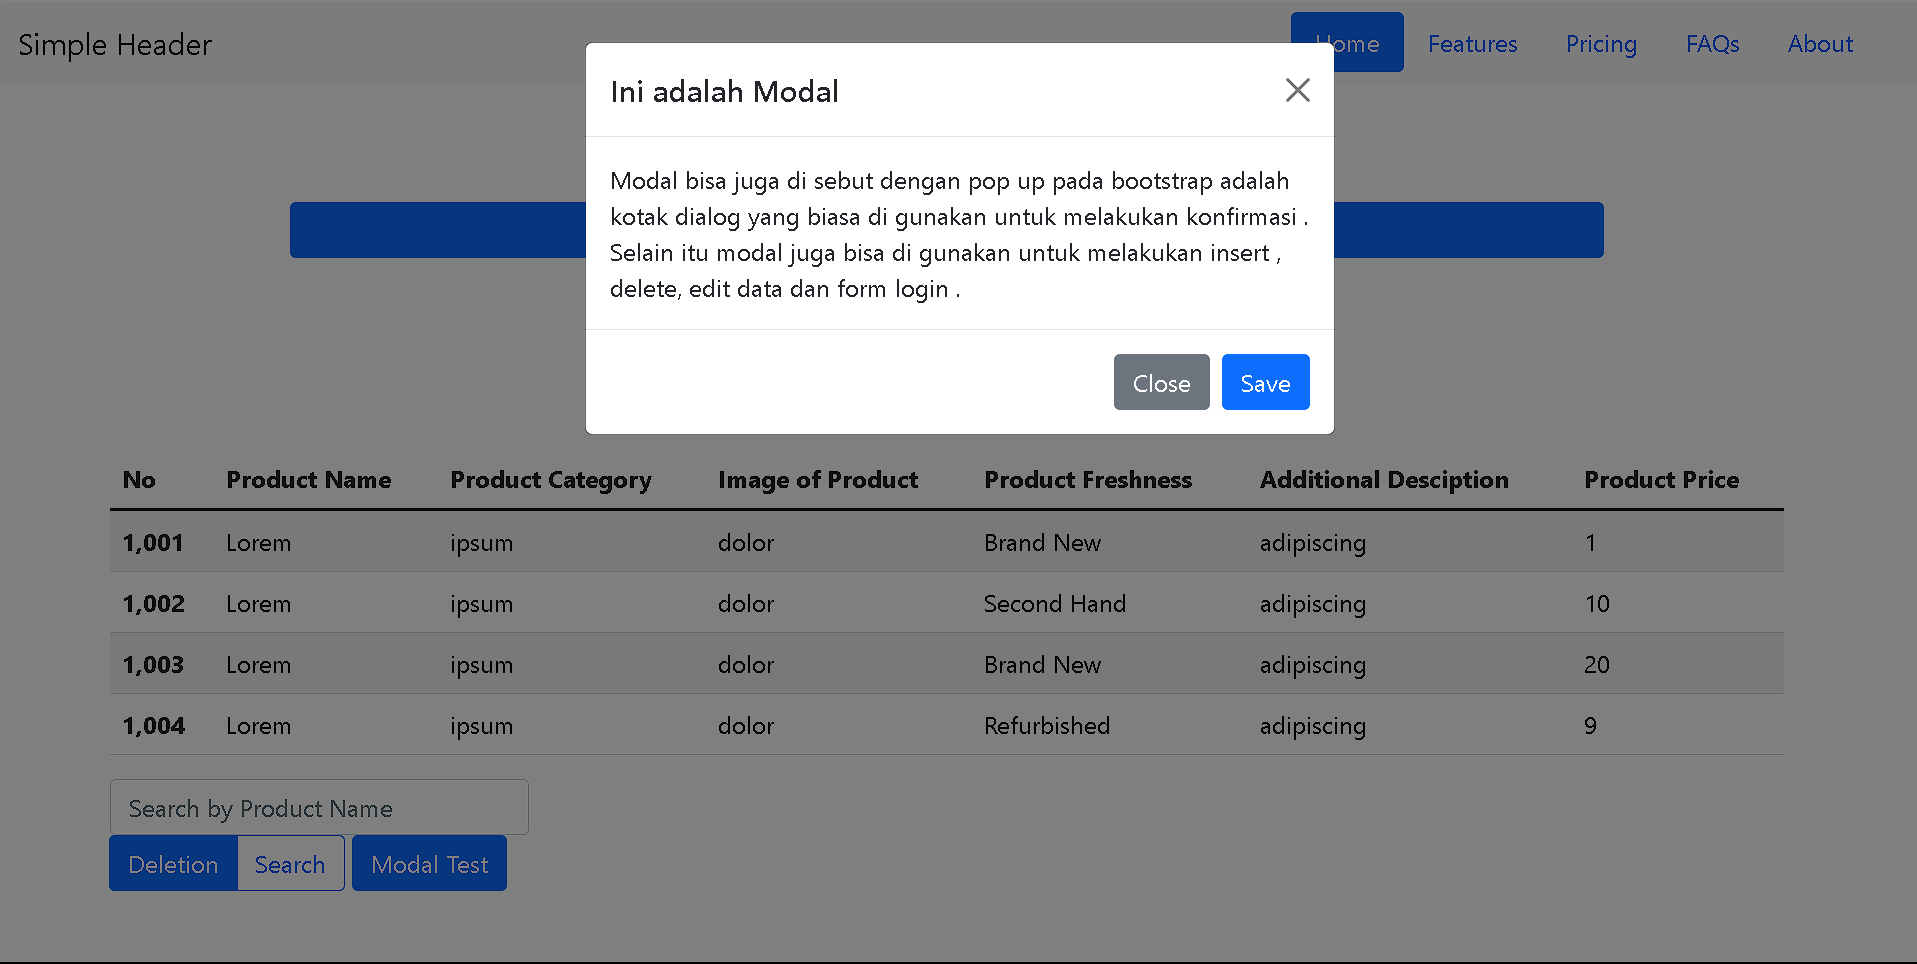 Simple Header
Home Features Pricing FAQs About
Ini adalah Modal
Modal bisa juga di sebut dengan pop up pada bootstrap adalah
kotak dialog yang biasa di gunakan untuk melakukan konfirmasi .
Selain itu modal juga bisa di gunakan untuk melakukan insert ,
delete, edit data dan form login .
Close Save
No Product Name Product Category Image of Product Product Freshness Additional Desciption Product Price
1,001 Lorem ipsum dolor Brand New adipiscing 1
1,002 Lorem ipsum dolor Second Hand adipiscing 10
1,003 Lorem ipsum dolor Brand New adipiscing 20
1,004 Lorem ipsum dolor Refurbished adipiscing 9
Search by Product Name
Deletion Search Modal Test